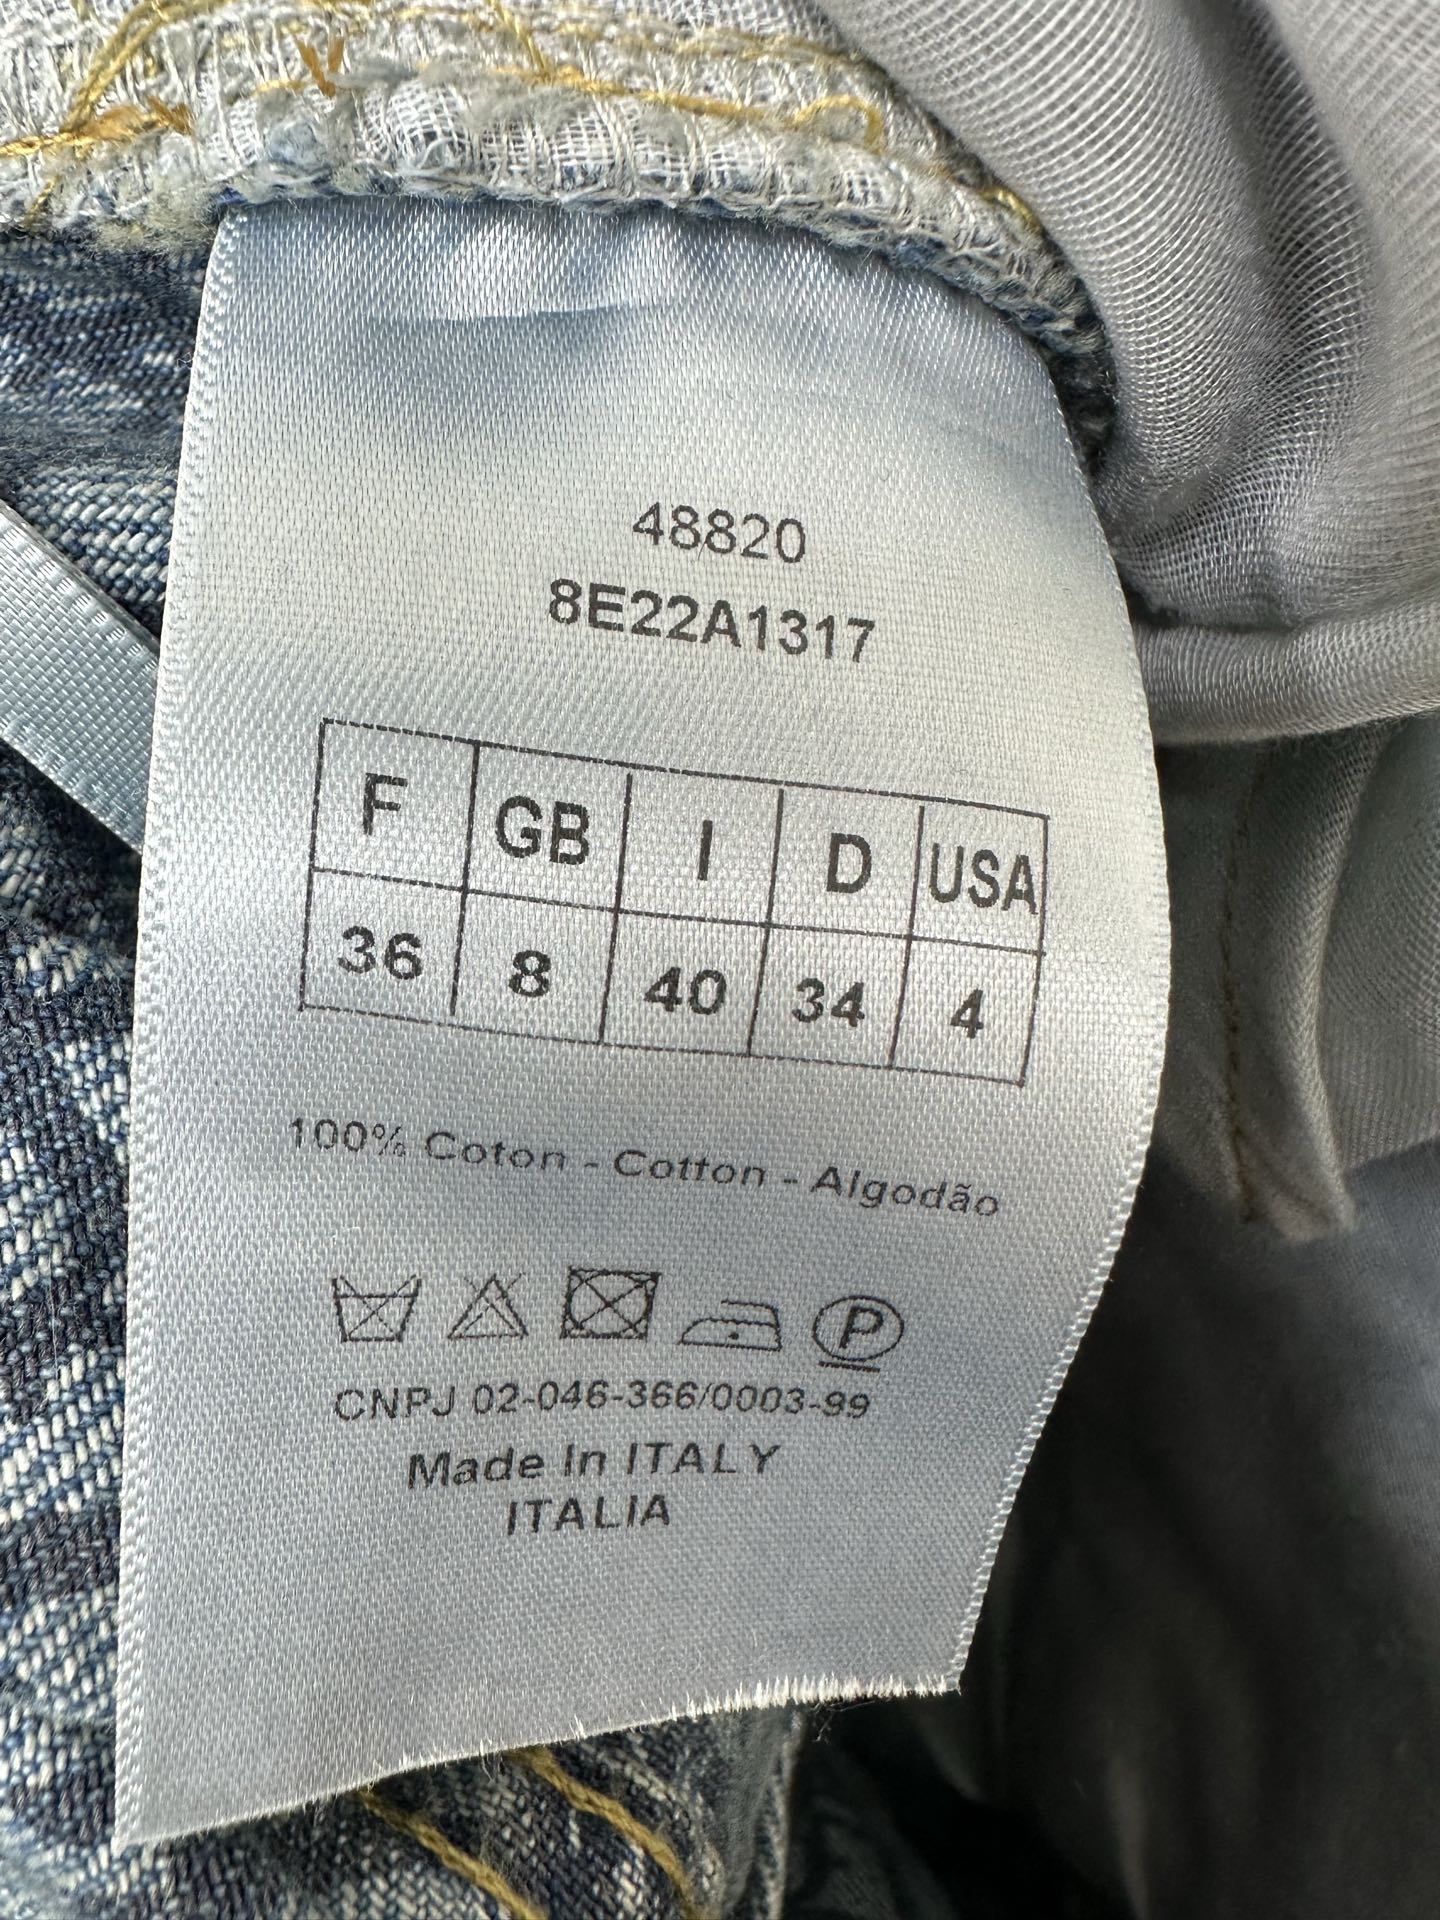 48820
8E22A1317
F GB I D USA
36 8 40 34 4
100% Coton - Cotton - Algodão
P
CNPJ 02-046-366/0003-99
Made In ITALY
ITALIA